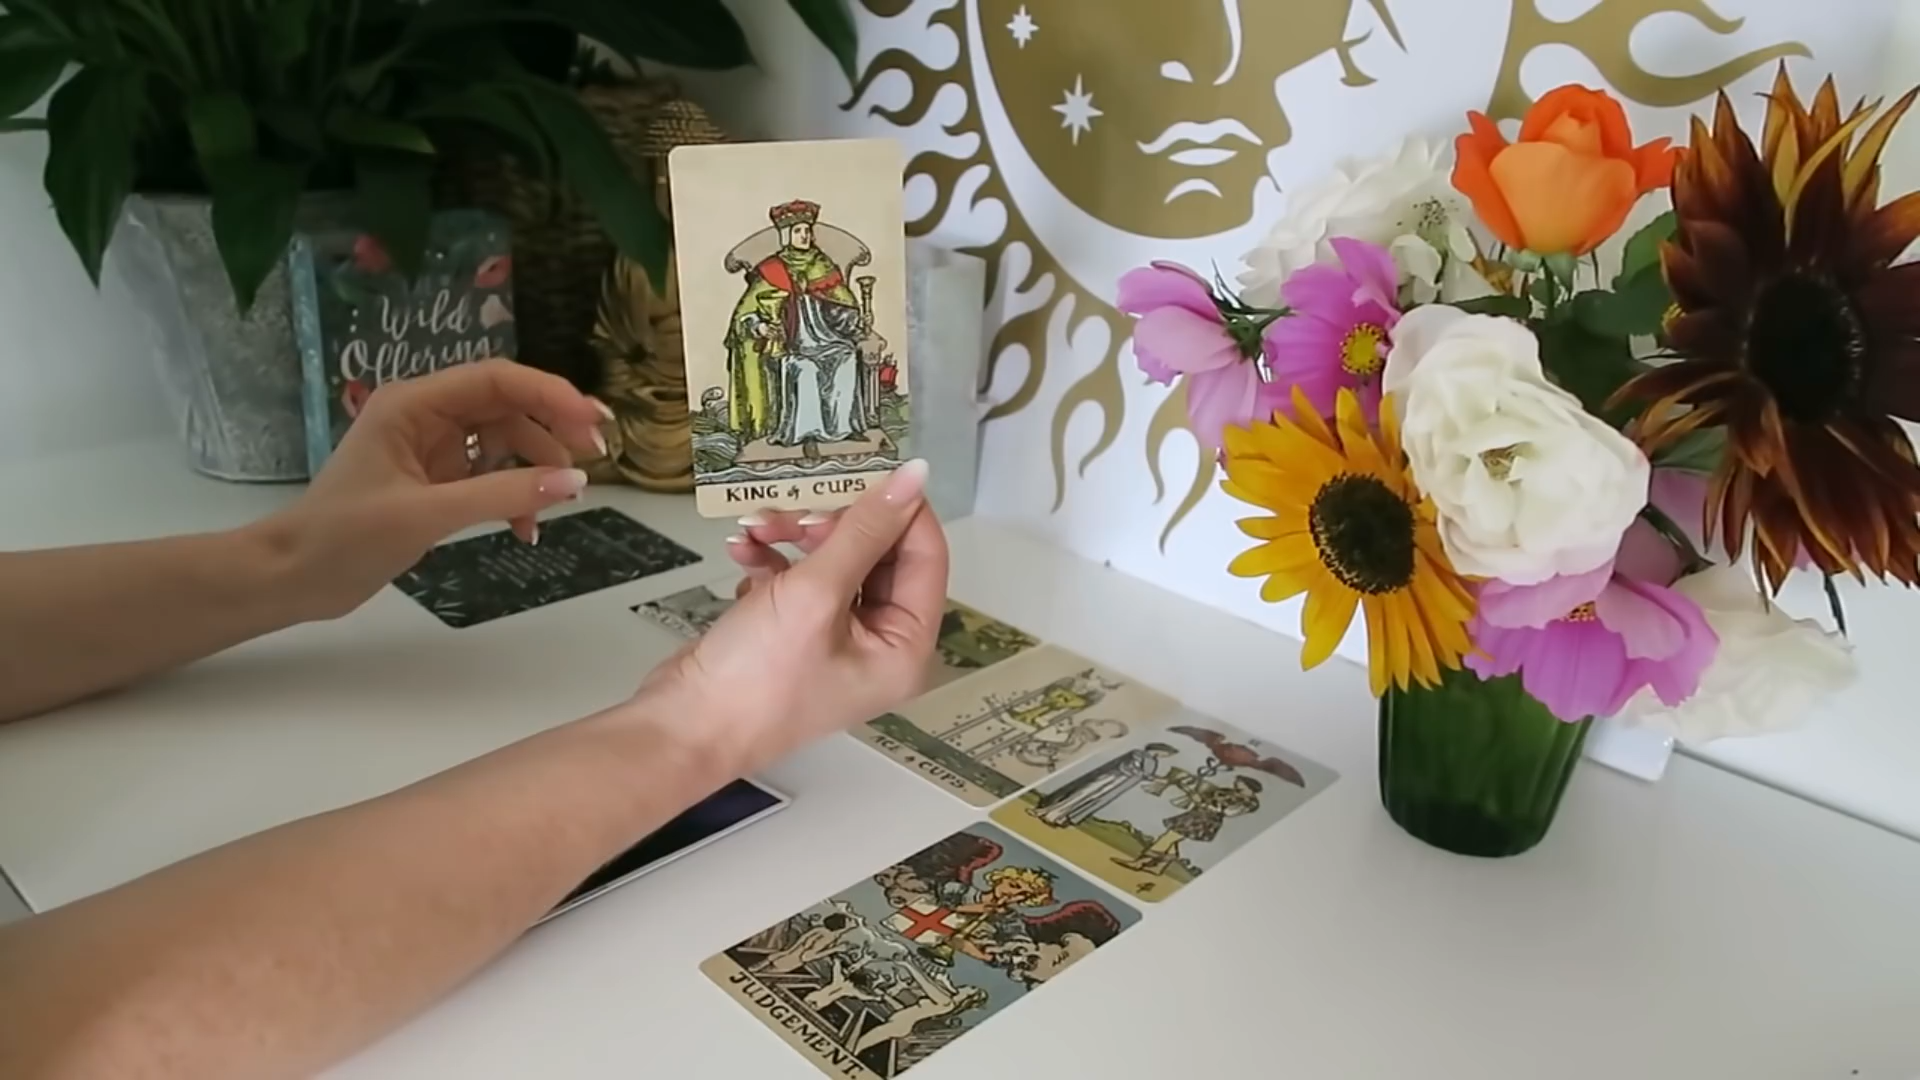 Wild
Offering
KING of CUPS
ACE of CUPS.
JUDGEMENT.